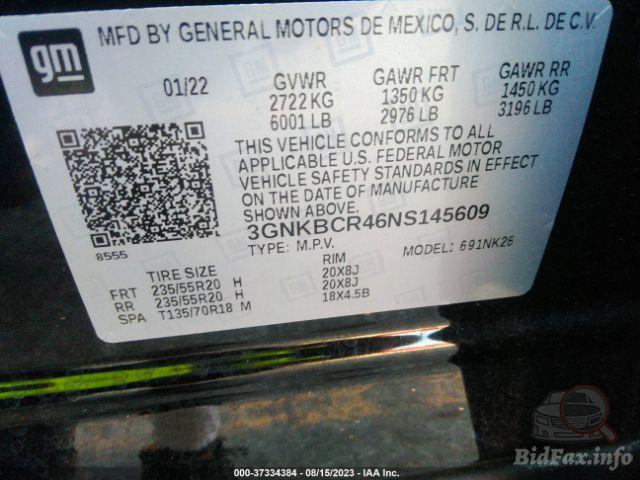 gm
MFD BY GENERAL MOTORS DE MEXICO, S. DE R.L. DE C.V.
01/22 GVWR GAWR FRT GAWR RR
2722 KG 1350 KG 1450 KG
6001 LB 2976 LB 3196 LB
THIS VEHICLE CONFORMS TO ALL
APPLICABLE U.S. FEDERAL MOTOR
VEHICLE SAFETY STANDARDS IN EFFECT
ON THE DATE OF MANUFACTURE
SHOWN ABOVE.
3GNKBCR46NS145609
8555 TYPE: M.P.V. MODEL: 691NK26
TIRE SIZE RIM
FRT 235/55R20 H 20X8J
RR 235/55R20 H 20X8J
SPA T135/70R18 M 18X4.5B
000-37334384 - 08/15/2023 - IAA Inc.
BidFax.info